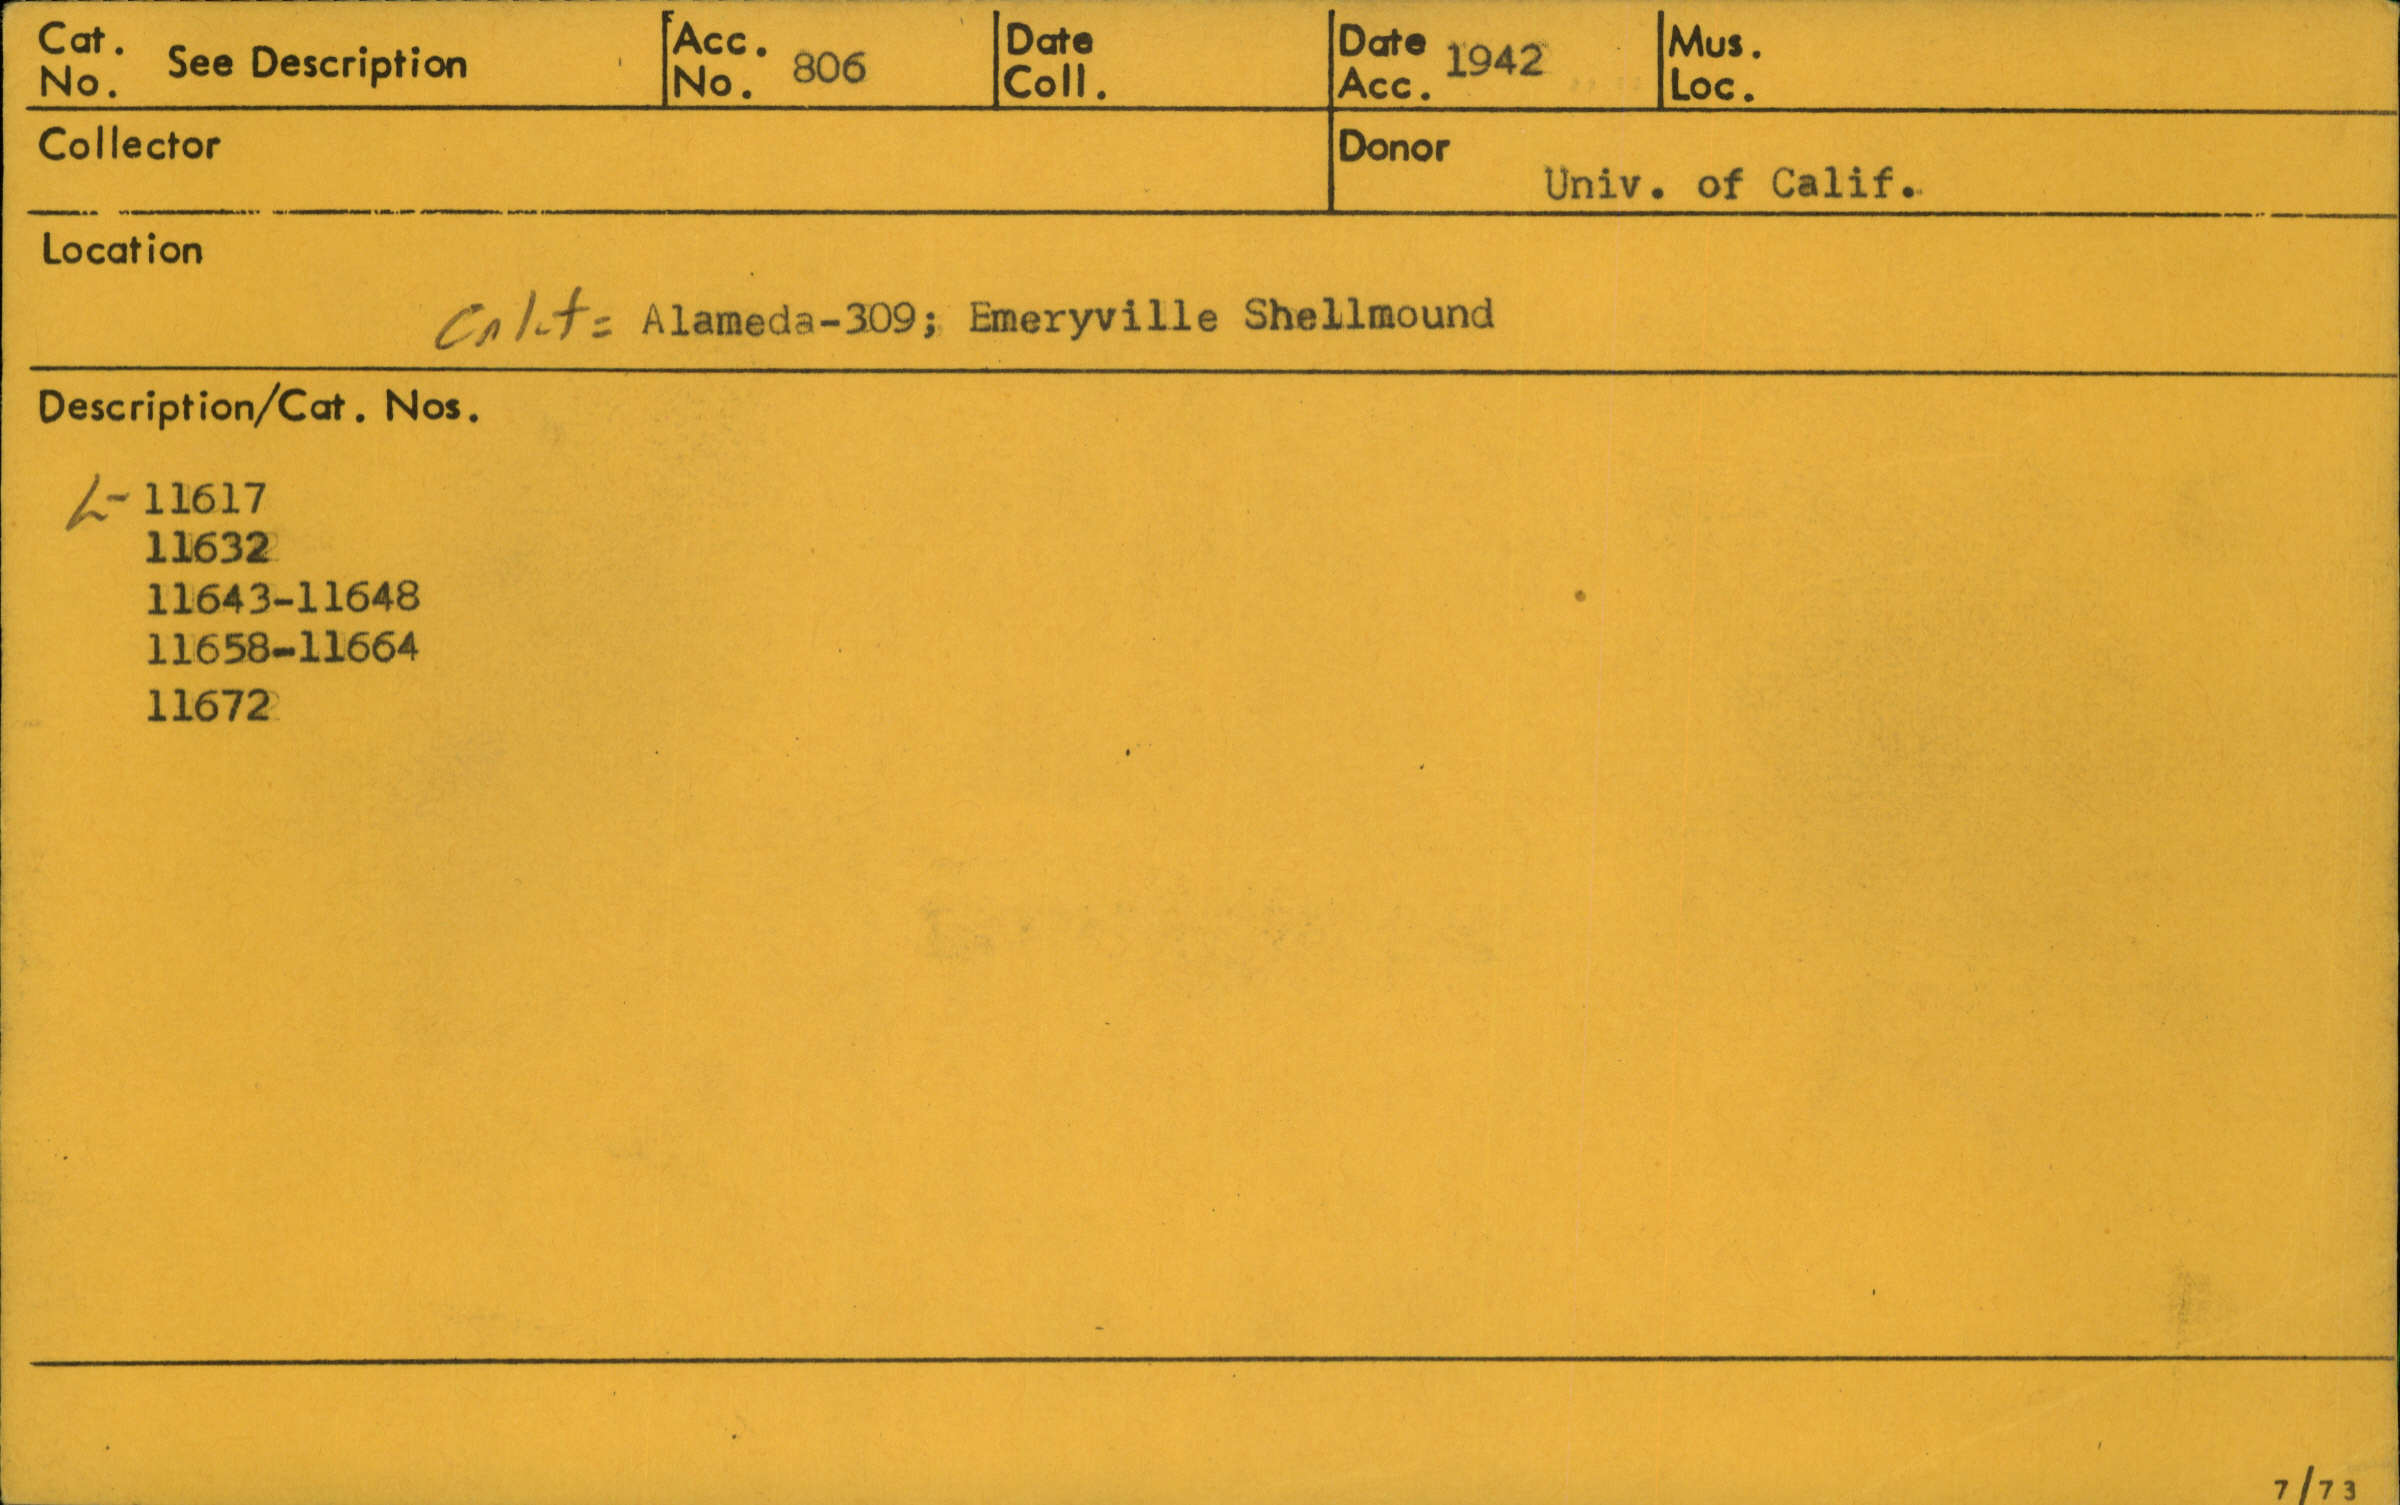 Cat. No. See Description
Acc. No. 806
Date Coll.
Date Acc. 1942
Mus. Loc.
Collector
Donor
Univ. of Calif.
Location
Calif= Alameda-309; Emeryville Shellmound
Description/Cat. Nos.
L-11617
11632
11643-11648
11658-11664
11672
7/73